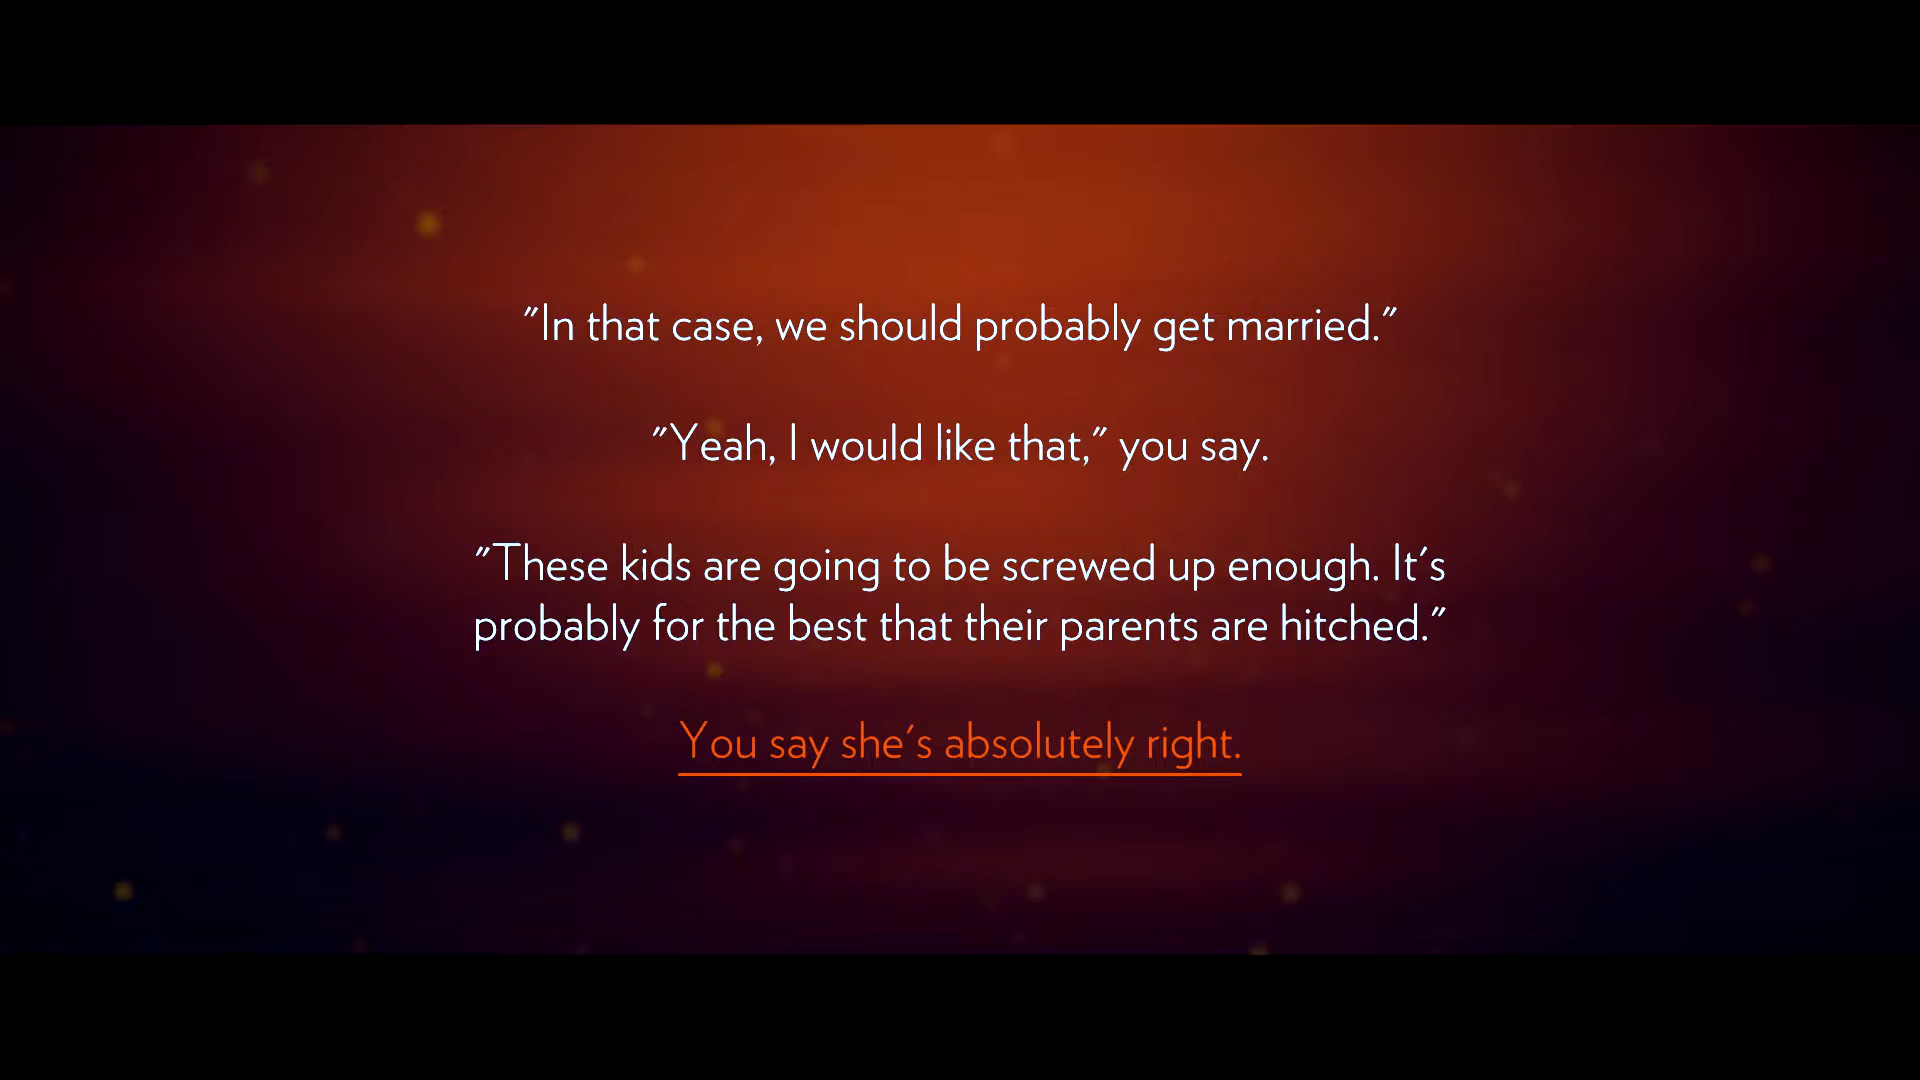 "In that case, we should probably get married."
"Yeah, I would like that," you say.
"These kids are going to be screwed up enough. It's
probably for the best that their parents are hitched."
You say she's absolutely right.